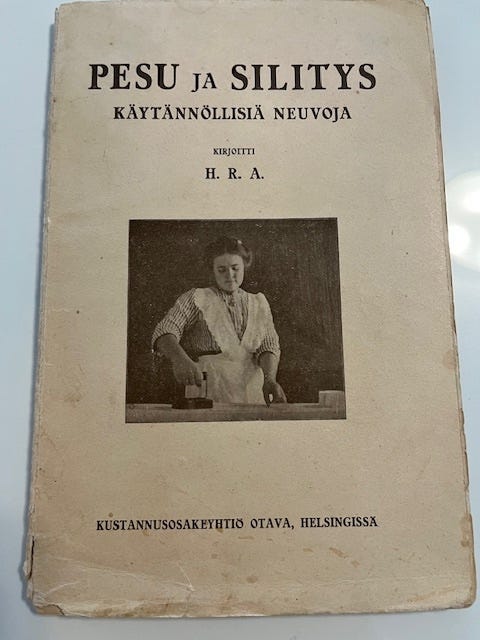 PESU JA SILITYS
KÄYTÄNNÖLLISIÄ NEUVOJA
KIRJOITTI
H. R. A.
KUSTANNUSOSAKEYHTIÖ OTAVA, HELSINGISSÄ